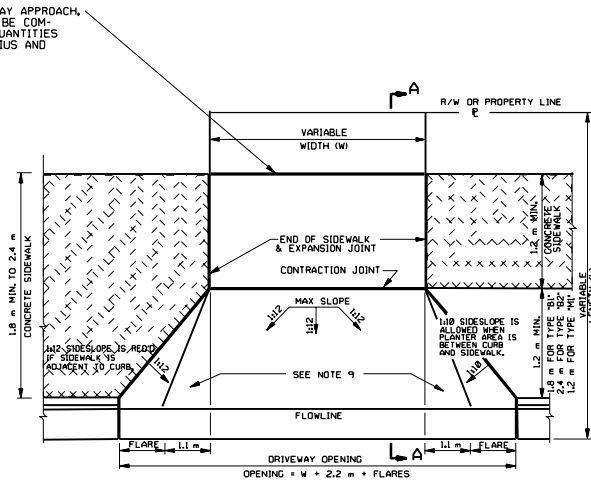 AY APPROACH.
BE COM-
UANTITIES
IUS AND
A
R/W OR PROPERTY LINE
VARIABLE
WIDTH (W)
1.8 m MIN. TO 2.4 m
CONCRETE SIDEWALK
1.2 m MIN.
CONCRETE
SIDEWALK
END OF SIDEWALK
& EXPANSION JOINT
CONTRACTION JOINT
MAX SLOPE
1:12
1:12
1:12
1:10 SIDESLOPE IS
ALLOWED WHEN
PLANTER AREA IS
BETWEEN CURB
AND SIDEWALK.
1:12 SIDESLOPE IS REQ'D
IF SIDEWALK IS
ADJACENT TO CURB.
1:12
1:10
SEE NOTE 9
1.2 m MIN.
1.8 m FOR TYPE "B1"
2.4 m FOR TYPE "B2"
1.2 m FOR TYPE "M1"
VARIABLE
FLOWLINE
FLARE
1.1 m
A
1.1 m
FLARE
DRIVEWAY OPENING
OPENING = W + 2.2 m + FLARES